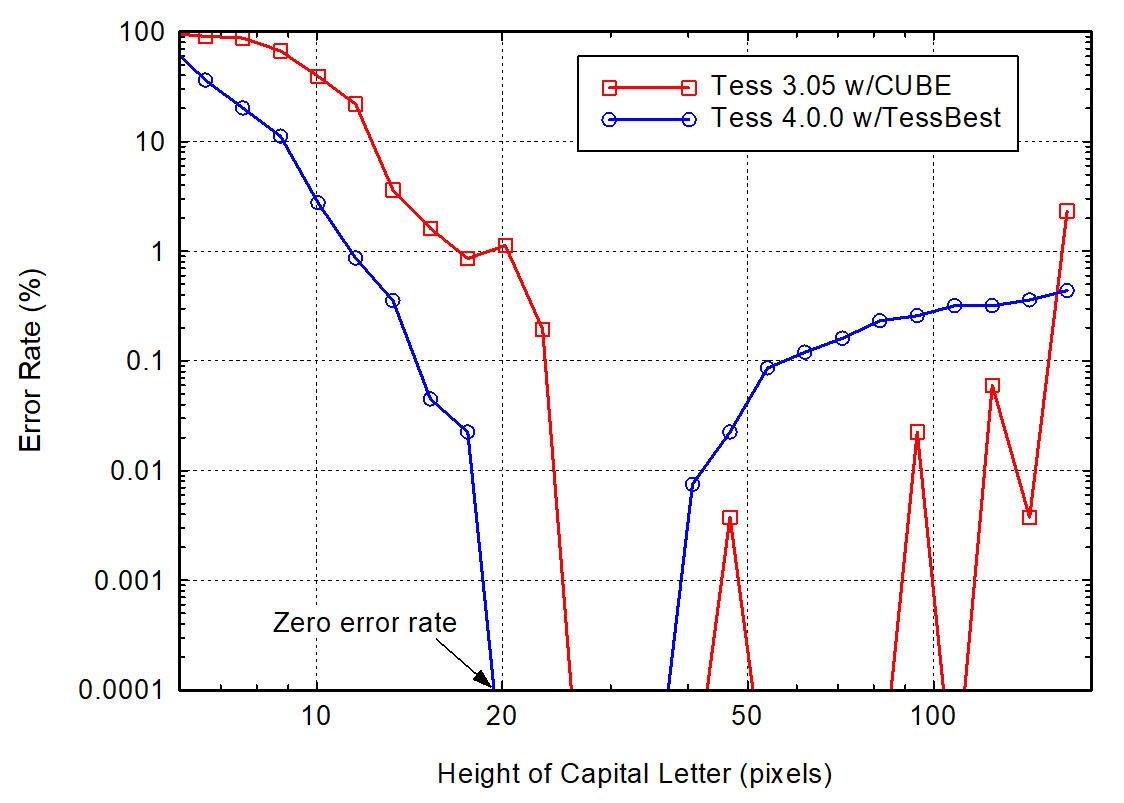 100
10
1
0.1
0.01
0.001
0.0001
Error Rate (%)
Tess 3.05 w/CUBE
Tess 4.0.0 w/TessBest
Zero error rate
10 20 50 100
Height of Capital Letter (pixels)